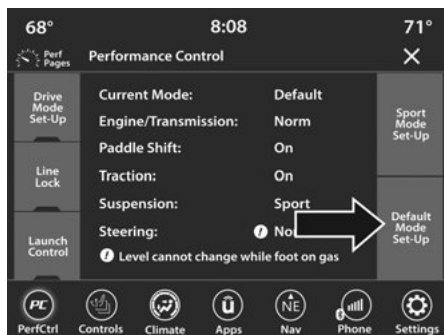 68° 8:08 71°
Perf
Pages
Performance Control
Drive
Mode
Set-Up
Line
Lock
Launch
Control
Current Mode: Default
Engine/Transmission: Norm
Paddle Shift: On
Traction: On
Suspension: Sport
Steering:
Level cannot change while foot on gas
Sport
Mode
Set-Up
Default
Mode
Set-Up
PC
PerfCtrl
Controls
Climate
ū
Apps
NE
Nav
Phone
Settings